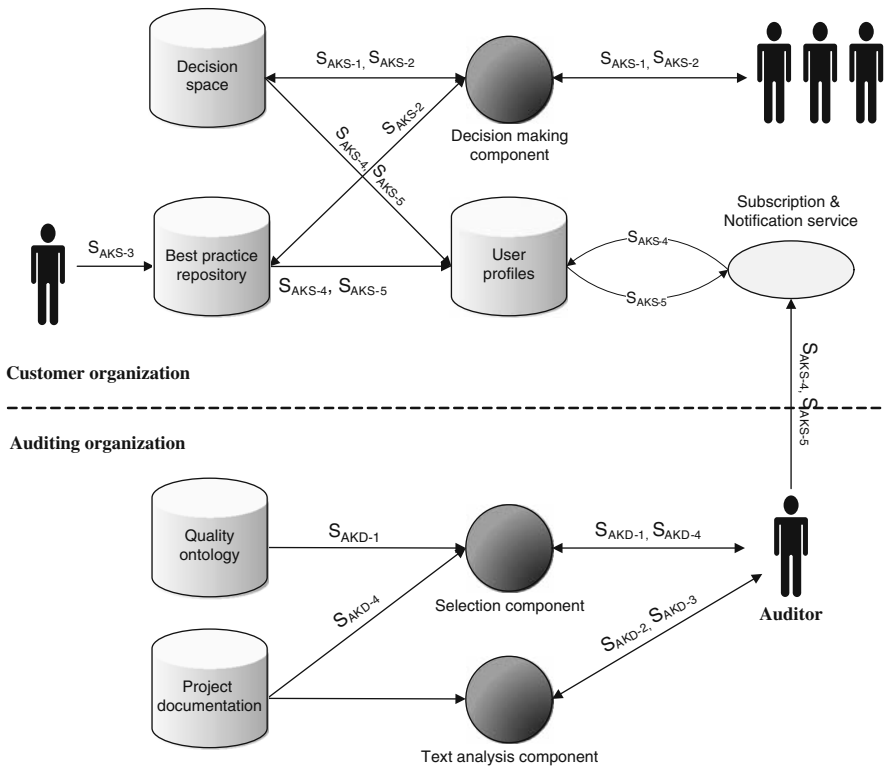 Decision
space
SAKS-1, SAKS-2
SAKS-1, SAKS-2
Decision making
component
SAKS-2
SAKS-4, SAKS-5
SAKS-3
Best practice
repository
SAKS-4, SAKS-5
User
profiles
SAKS-4
SAKS-5
Subscription &
Notification service
SAKS-4, SAKS-5
Customer organization
Auditing organization
Quality
ontology
SAKD-1
SAKD-1, SAKD-4
Selection component
SAKD-4
SAKD-2, SAKD-3
Auditor
Project
documentation
Text analysis component